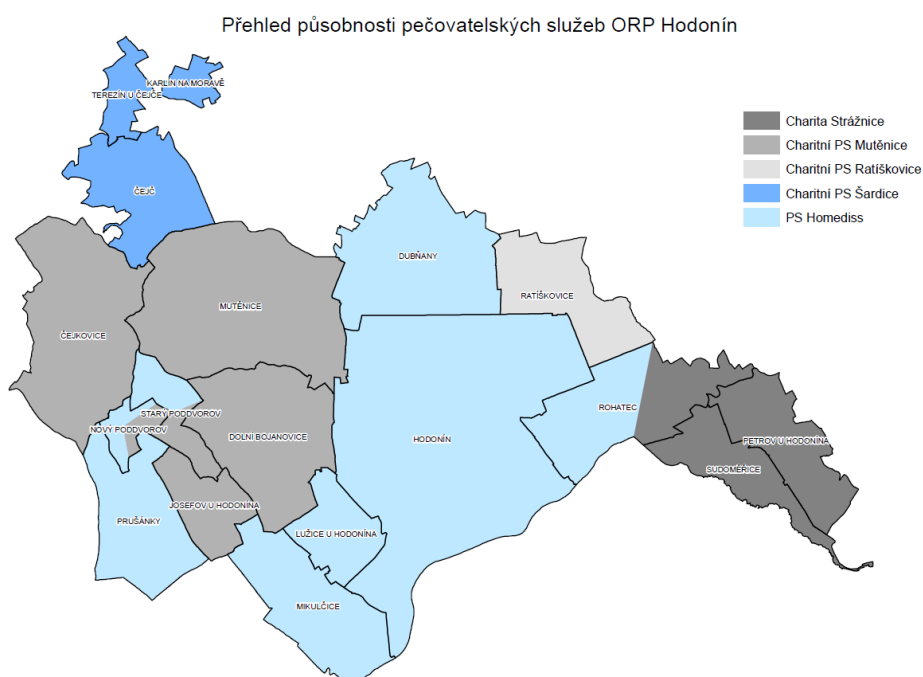 Přehled působnosti pečovatelských služeb ORP Hodonín
KARLÍN NA MORAVĚ
TEREZÍN U ČEJČE
Charita Strážnice
Charitní PS Mutěnice
Charitní PS Ratíškovice
Charitní PS Šardice
PS Homediss
ČEJČ
DUBŇANY
RATÍŠKOVICE
MUTĚNICE
ČEJKOVICE
ROHATEC
STARÝ PODDVOROV
NOVÝ PODDVOROV
DOLNÍ BOJANOVICE
HODONÍN
PETROV U HODONÍNA
SUDOMĚŘICE
JOSEFOV U HODONÍNA
PRUŠÁNKY
LUŽICE U HODONÍNA
MIKULČICE